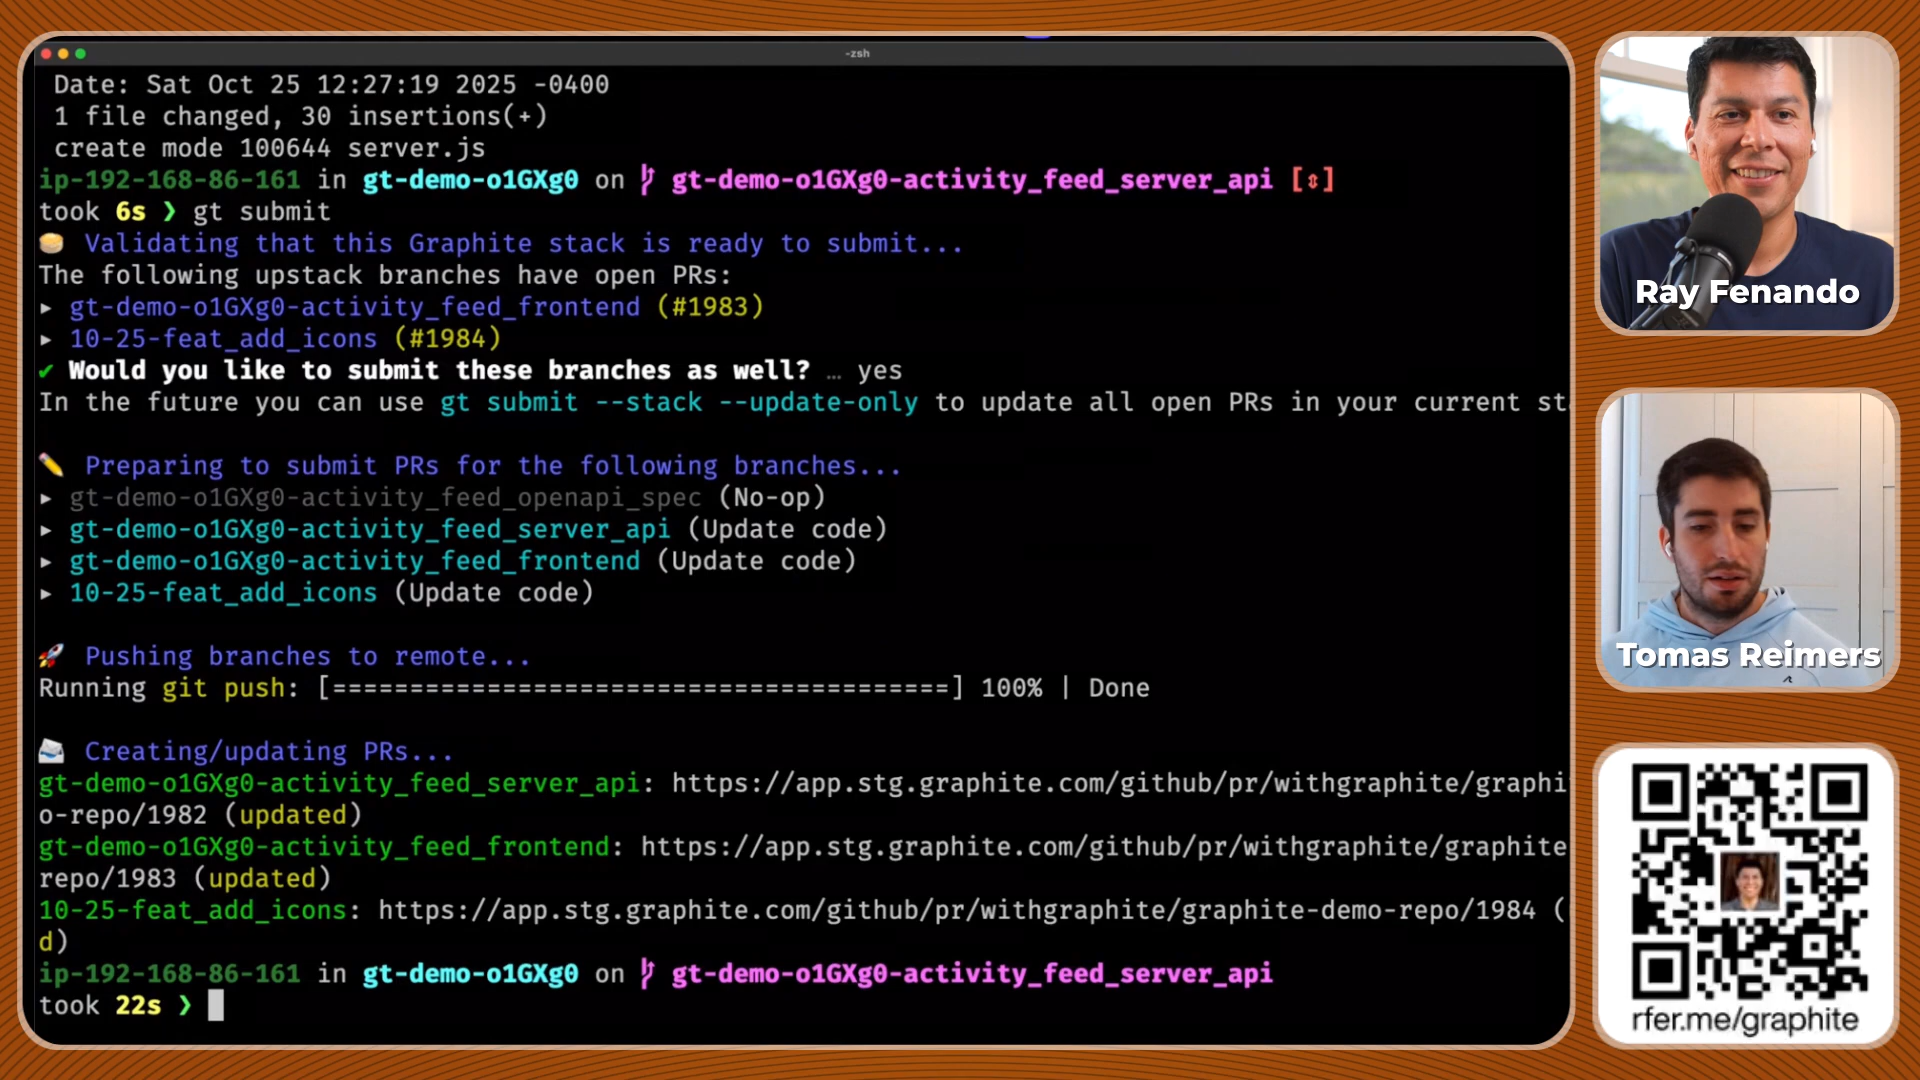 -zsh
Date: Sat Oct 25 12:27:19 2025 -0400
1 file changed, 30 insertions(+)
create mode 100644 server.js
ip-192-168-86-161 in gt-demo-o1GXg0 on gt-demo-o1GXg0-activity_feed_server_api [⇕]
took 6s ❯ gt submit
🥞 Validating that this Graphite stack is ready to submit...
The following upstack branches have open PRs:
▸ gt-demo-o1GXg0-activity_feed_frontend (#1983)
▸ 10-25-feat_add_icons (#1984)
✔ Would you like to submit these branches as well? … yes
In the future you can use gt submit --stack --update-only to update all open PRs in your current st
✏️ Preparing to submit PRs for the following branches...
▸ gt-demo-o1GXg0-activity_feed_openapi_spec (No-op)
▸ gt-demo-o1GXg0-activity_feed_server_api (Update code)
▸ gt-demo-o1GXg0-activity_feed_frontend (Update code)
▸ 10-25-feat_add_icons (Update code)
🚀 Pushing branches to remote...
Running git push: [========================================] 100% | Done
📨 Creating/updating PRs...
gt-demo-o1GXg0-activity_feed_server_api: https://app.stg.graphite.com/github/pr/withgraphite/graphi
o-repo/1982 (updated)
gt-demo-o1GXg0-activity_feed_frontend: https://app.stg.graphite.com/github/pr/withgraphite/graphite
repo/1983 (updated)
10-25-feat_add_icons: https://app.stg.graphite.com/github/pr/withgraphite/graphite-demo-repo/1984 (
d)
ip-192-168-86-161 in gt-demo-o1GXg0 on gt-demo-o1GXg0-activity_feed_server_api
took 22s ❯
Ray Fenando
Tomas Reimers
rfer.me/graphite